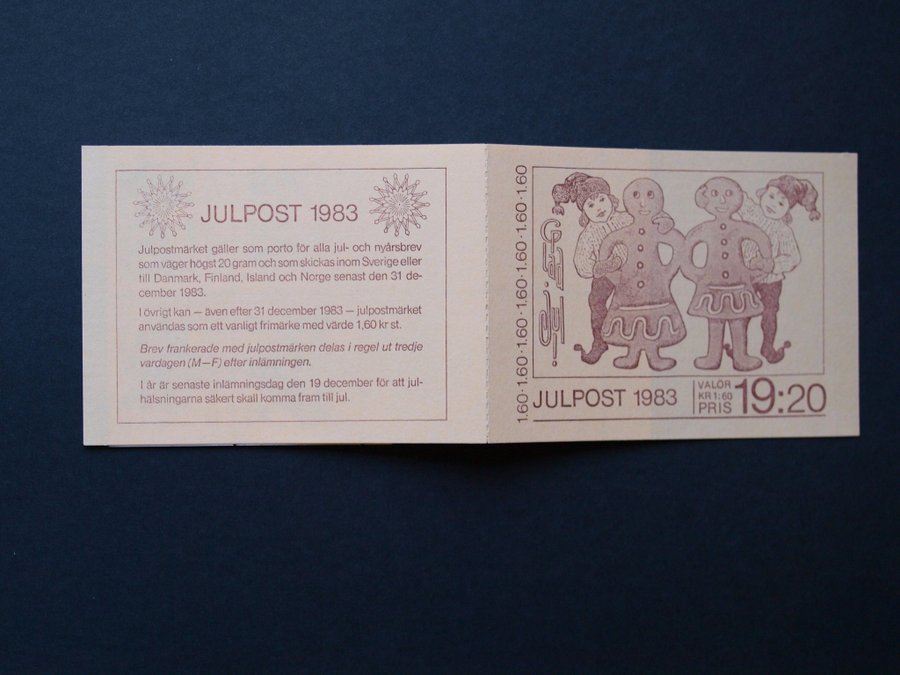 JULPOST 1983
Julpostmärket gäller som porto för alla jul- och nyårsbrev
som väger högst 20 gram och som skickas inom Sverige eller
till Danmark, Finland, Island och Norge senast den 31 de-
cember 1983.
I övrigt kan – även efter 31 december 1983 – julpostmärket
användas som ett vanligt frimärke med värde 1,60 kr st.
Brev frankerade med julpostmärken delas i regel ut tredje
vardagen (M–F) efter inlämningen.
I år är senaste inlämningsdag den 19 december för att jul-
hälsningarna säkert skall komma fram till jul.
1.60·1.60·1.60·1.60·1.60·1.60·1.60
God Jul!
JULPOST 1983
VALÖR
KR 1:60
PRIS
19:20